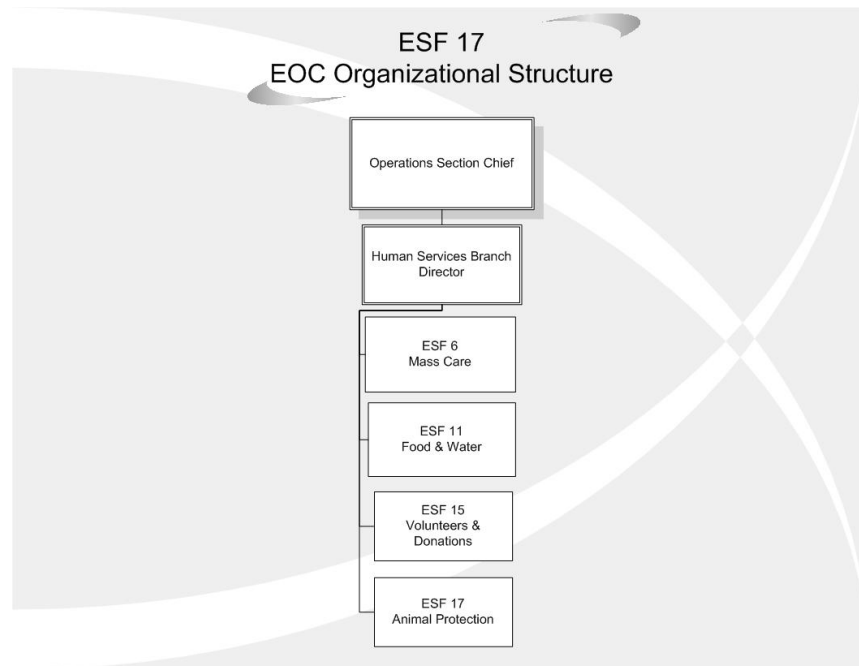 ESF 17
EOC Organizational Structure
Operations Section Chief
Human Services Branch
Director
ESF 6
Mass Care
ESF 11
Food & Water
ESF 15
Volunteers &
Donations
ESF 17
Animal Protection